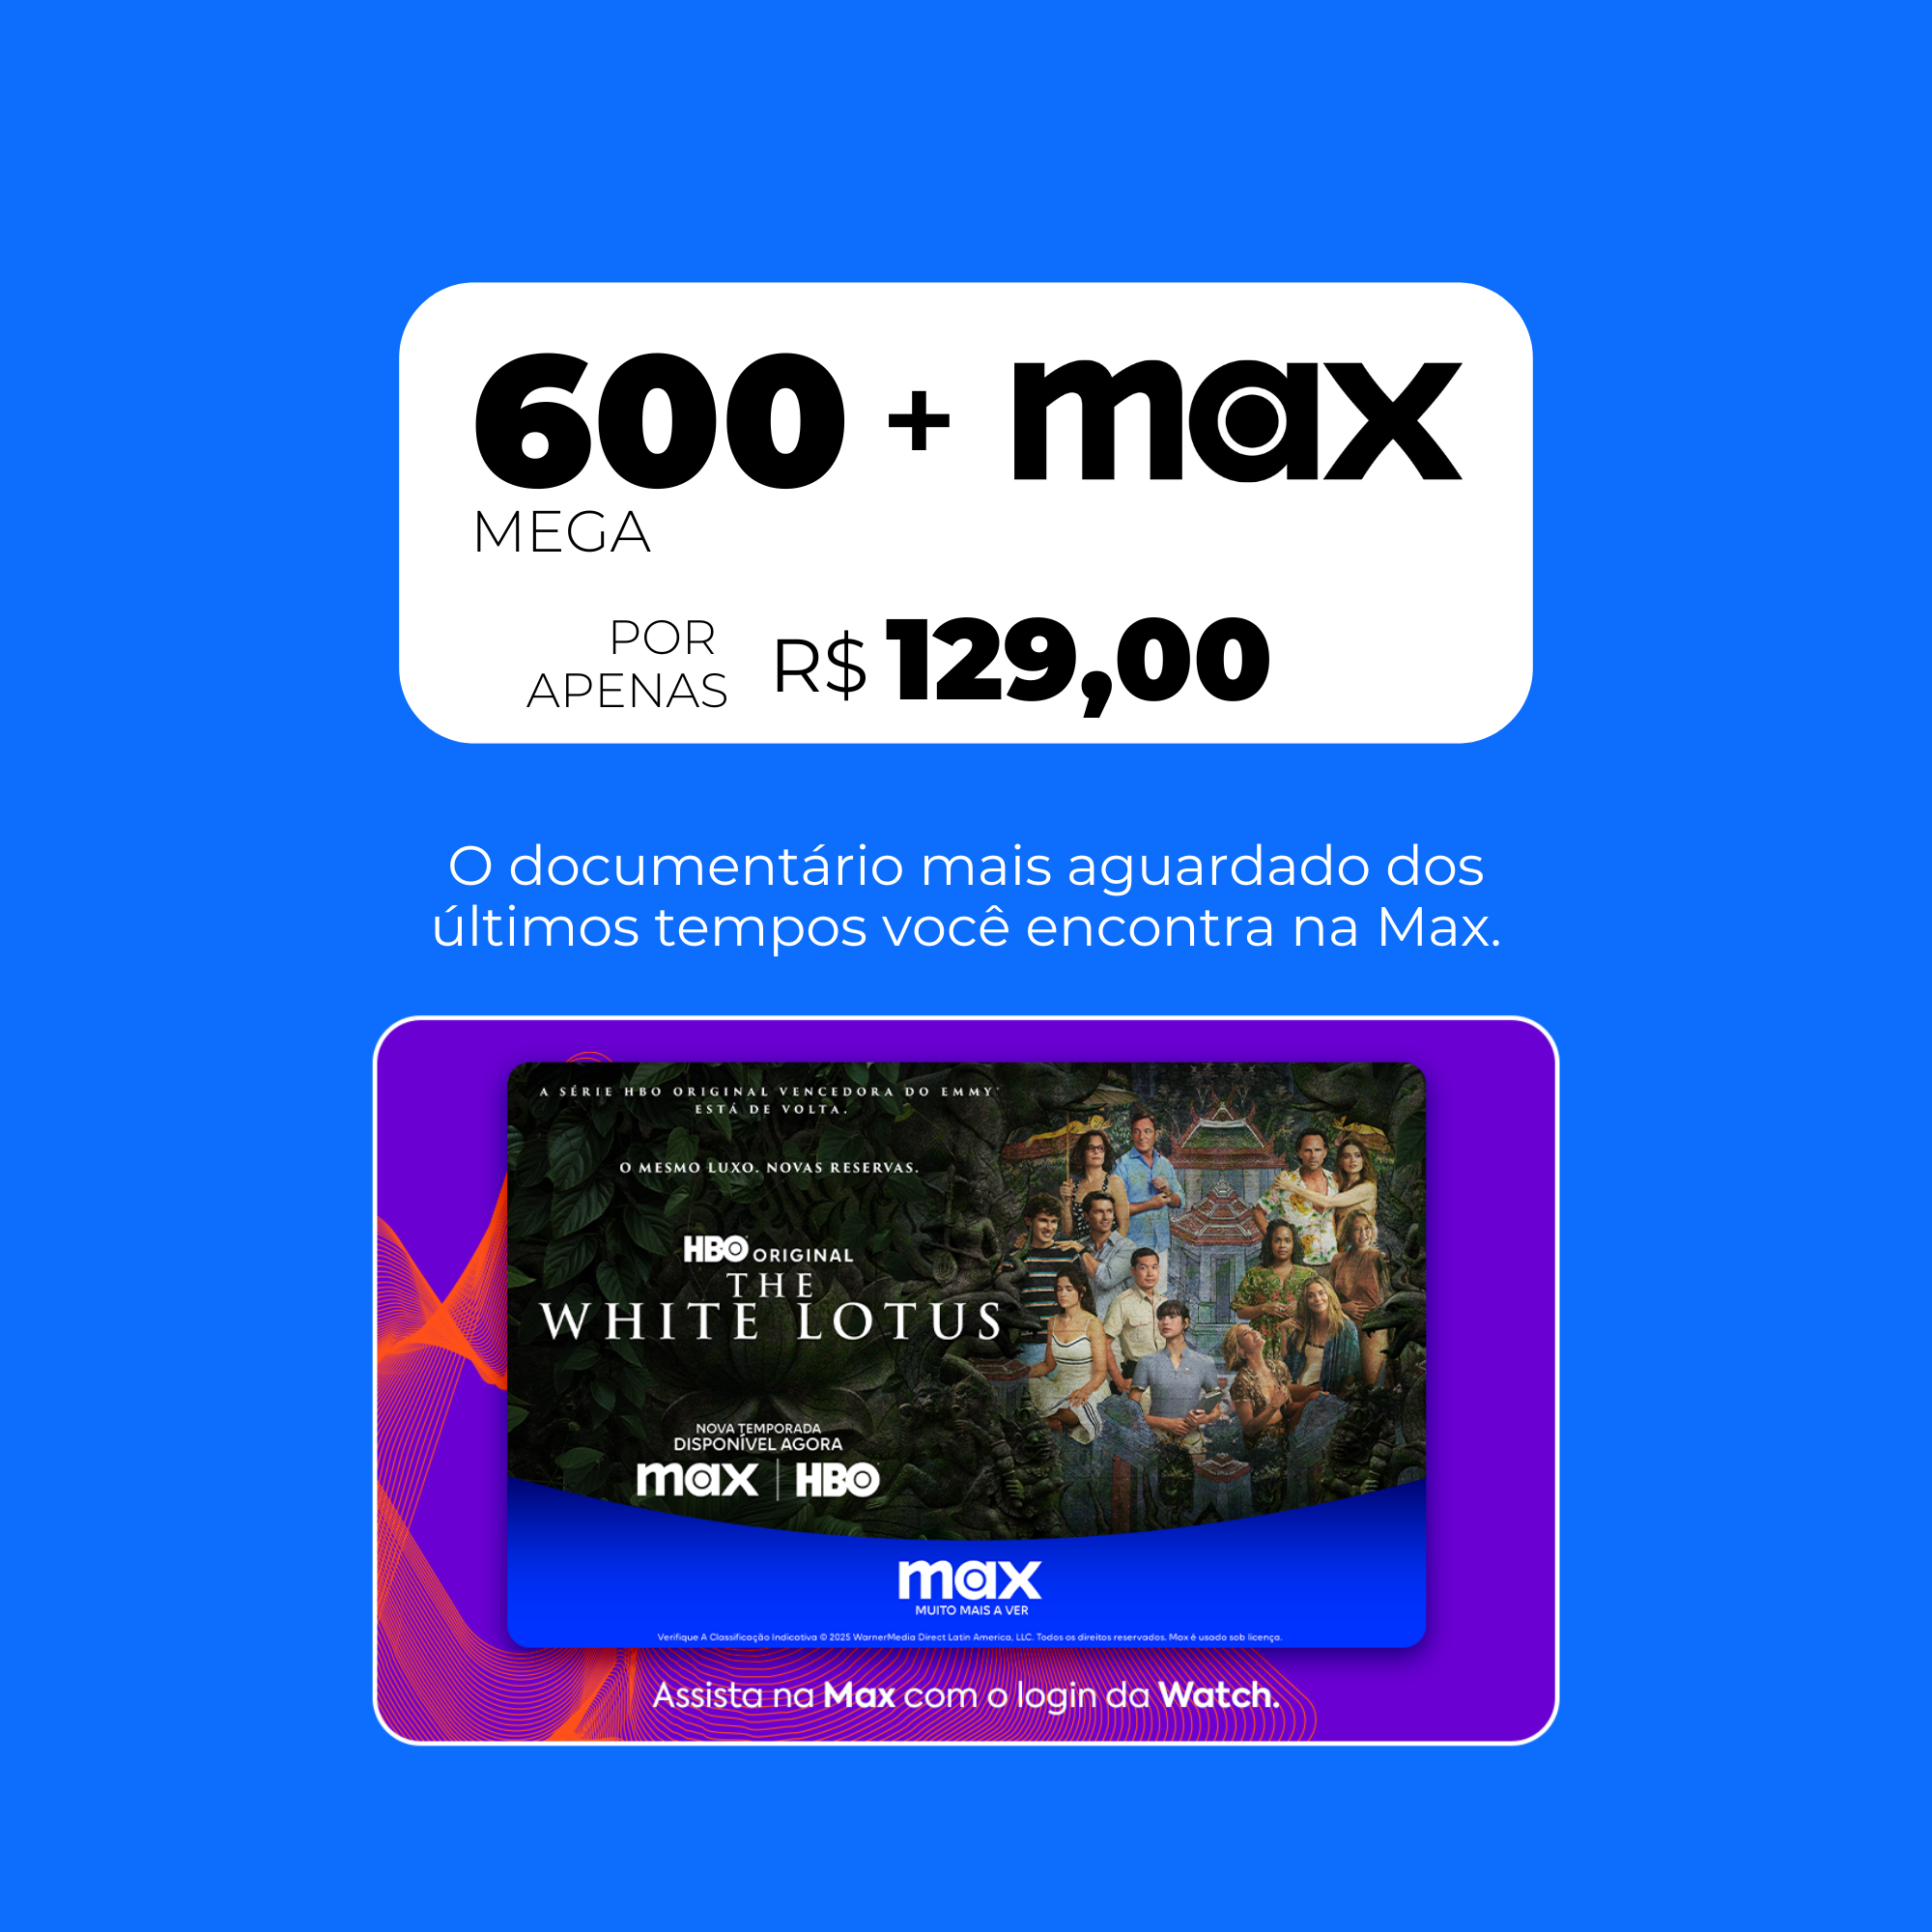 600 + max
MEGA
POR
APENAS
R$ 129,00
O documentário mais aguardado dos
últimos tempos você encontra na Max.
A SÉRIE HBO ORIGINAL VENCEDORA DO EMMY
ESTÁ DE VOLTA.
O MESMO LUXO. NOVAS RESERVAS.
HBO ORIGINAL
THE
WHITE LOTUS
NOVA TEMPORADA
DISPONÍVEL AGORA
max | HBO
max
MUITO MAIS A VER
Verifique A Classificação Indicativa © 2025 WarnerMedia Direct Latin America, LLC. Todos os direitos reservados. Max é usado sob licença.
Assista na Max com o login da Watch.